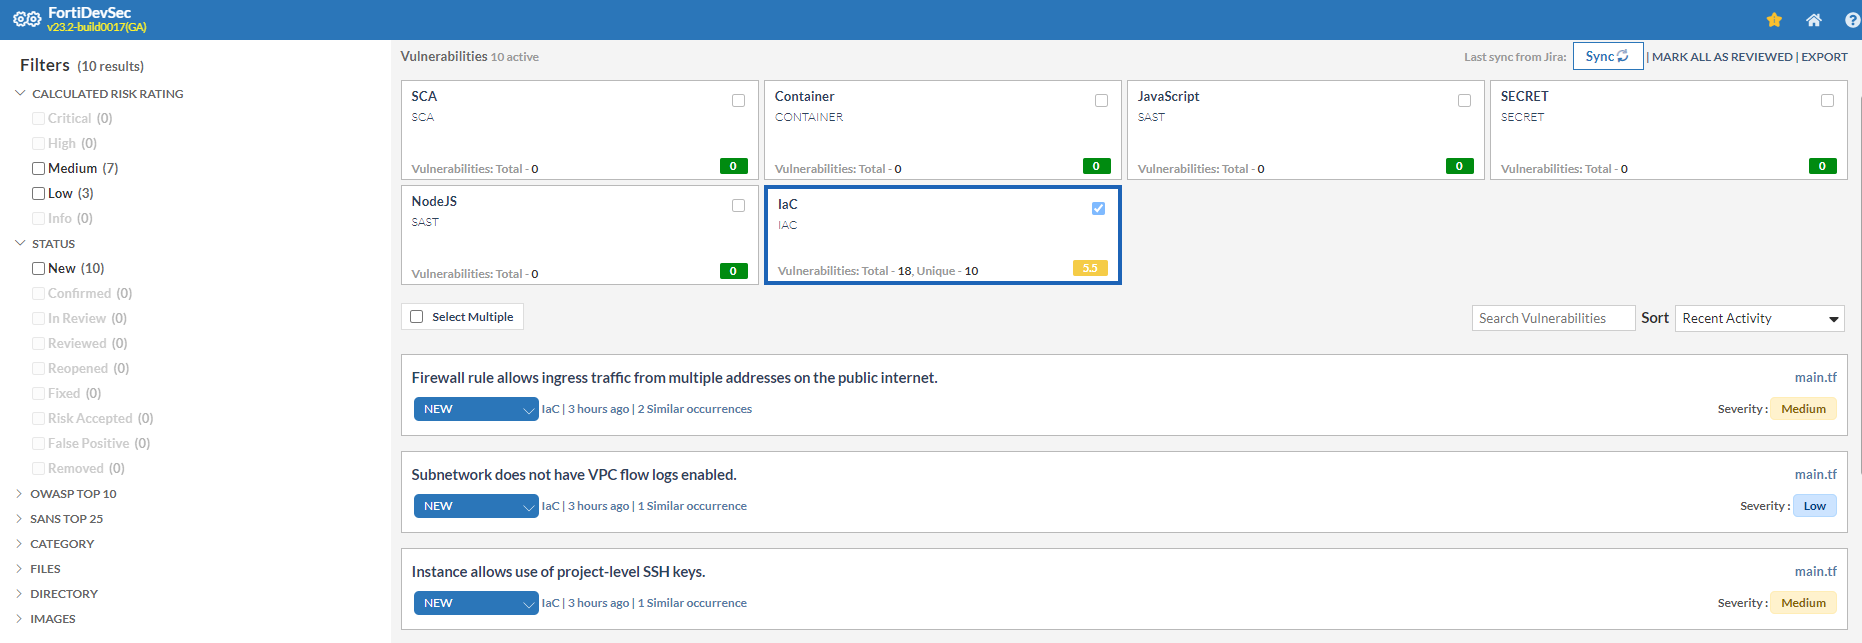 FortiDevSec
v23.2-build0017(GA)
Filters (10 results)
CALCULATED RISK RATING
Critical (0)
High (0)
Medium (7)
Low (3)
Info (0)
STATUS
New (10)
Confirmed (0)
In Review (0)
Reviewed (0)
Reopened (0)
Fixed (0)
Risk Accepted (0)
False Positive (0)
Removed (0)
OWASP TOP 10
SANS TOP 25
CATEGORY
FILES
DIRECTORY
IMAGES
Vulnerabilities 10 active
Last sync from Jira: Sync | MARK ALL AS REVIEWED | EXPORT
SCA
SCA
Vulnerabilities: Total - 0
0
Container
CONTAINER
Vulnerabilities: Total - 0
0
JavaScript
SAST
Vulnerabilities: Total - 0
0
SECRET
SECRET
Vulnerabilities: Total - 0
0
NodeJS
SAST
Vulnerabilities: Total - 0
0
IaC
IAC
Vulnerabilities: Total - 18, Unique - 10
5.5
Select Multiple
Search Vulnerabilities
Sort
Recent Activity
Firewall rule allows ingress traffic from multiple addresses on the public internet.
main.tf
NEW
IaC | 3 hours ago | 2 Similar occurrences
Severity : Medium
Subnetwork does not have VPC flow logs enabled.
main.tf
NEW
IaC | 3 hours ago | 1 Similar occurrence
Severity : Low
Instance allows use of project-level SSH keys.
main.tf
NEW
IaC | 3 hours ago | 1 Similar occurrence
Severity : Medium